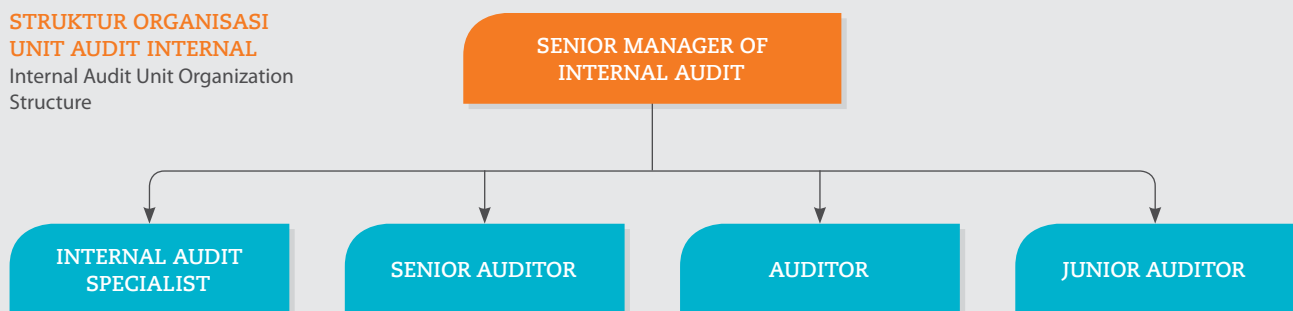 STRUKTUR ORGANISASI
UNIT AUDIT INTERNAL
Internal Audit Unit Organization
Structure
SENIOR MANAGER OF
INTERNAL AUDIT
INTERNAL AUDIT
SPECIALIST
SENIOR AUDITOR
AUDITOR
JUNIOR AUDITOR